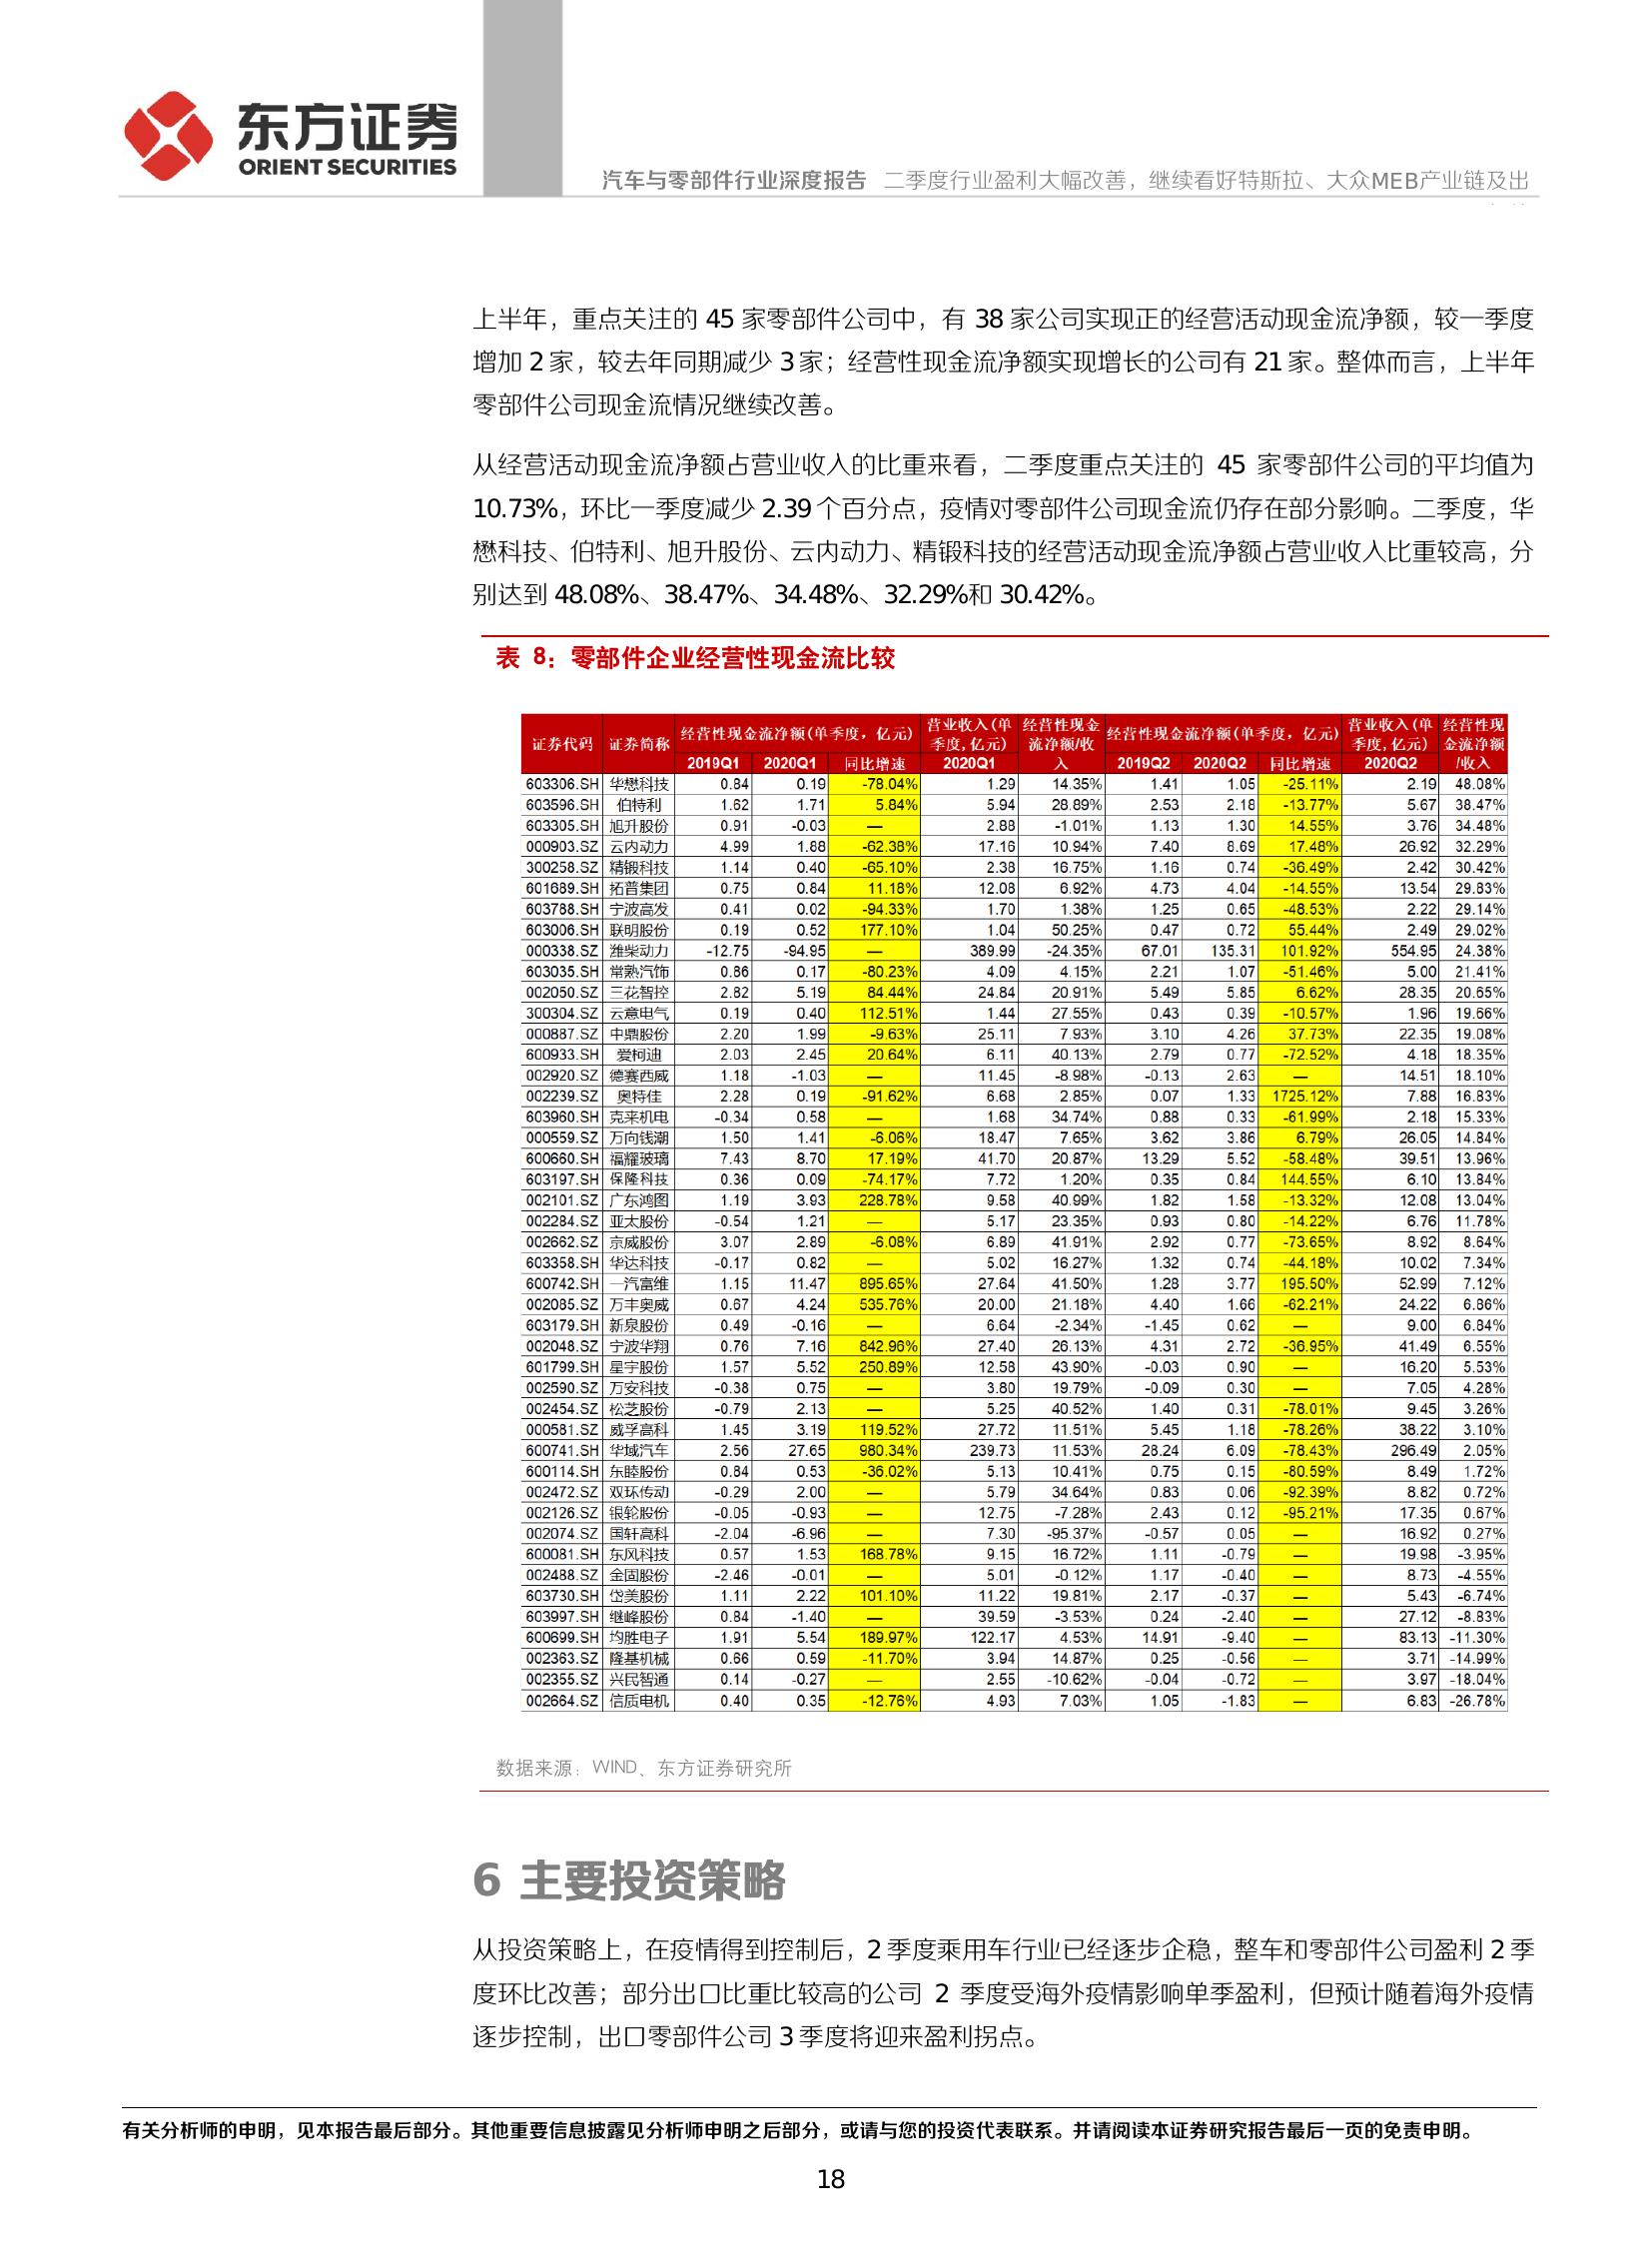 东方证券
ORIENT SECURITIES
汽车与零部件行业深度报告 二季度行业盈利大幅改善，继续看好特斯拉、大众MEB产业链及出
上半年，重点关注的 45 家零部件公司中，有 38 家公司实现正的经营活动现金流净额，较一季度
增加 2 家，较去年同期减少 3 家；经营性现金流净额实现增长的公司有 21 家。整体而言，上半年
零部件公司现金流情况继续改善。
从经营活动现金流净额占营业收入的比重来看，二季度重点关注的 45 家零部件公司的平均值为
10.73%，环比一季度减少 2.39 个百分点，疫情对零部件公司现金流仍存在部分影响。二季度，华
懋科技、伯特利、旭升股份、云内动力、精锻科技的经营活动现金流净额占营业收入比重较高，分
别达到 48.08%、38.47%、34.48%、32.29%和 30.42%。
表 8：零部件企业经营性现金流比较
证券代码 证券简称 经营性现金流净额(单季度，亿元) 营业收入(单季度,亿元) 经营性现金流净额/收入 经营性现金流净额(单季度，亿元) 营业收入(单季度,亿元) 经营性现金流净额/收入
2019Q1 2020Q1 同比增速 2020Q1 2019Q2 2020Q2 同比增速 2020Q2
603306.SH 华懋科技 0.84 0.19 -78.04% 1.29 14.35% 1.41 1.05 -25.11% 2.19 48.08%
603596.SH 伯特利 1.62 1.71 5.84% 5.94 28.89% 2.53 2.18 -13.77% 5.67 38.47%
603305.SH 旭升股份 0.91 -0.03 — 2.88 -1.01% 1.13 1.30 14.55% 3.76 34.48%
000903.SZ 云内动力 4.99 1.88 -62.38% 17.16 10.94% 7.40 8.69 17.48% 26.92 32.29%
300258.SZ 精锻科技 1.14 0.40 -65.10% 2.38 16.75% 1.16 0.74 -36.49% 2.42 30.42%
601689.SH 拓普集团 0.75 0.84 11.18% 12.08 6.92% 4.73 4.04 -14.55% 13.54 29.83%
603788.SH 宁波高发 0.41 0.02 -94.33% 1.70 1.38% 1.25 0.65 -48.53% 2.22 29.14%
603006.SH 联明股份 0.19 0.52 177.10% 1.04 50.25% 0.47 0.72 55.44% 2.49 29.02%
000338.SZ 潍柴动力 -12.75 -94.95 — 389.99 -24.35% 67.01 135.31 101.92% 554.95 24.38%
603035.SH 常熟汽饰 0.86 0.17 -80.23% 4.09 4.15% 2.21 1.07 -51.46% 5.00 21.41%
002050.SZ 三花智控 2.82 5.19 84.44% 24.84 20.91% 5.49 5.85 6.62% 28.35 20.65%
300304.SZ 云意电气 0.19 0.40 112.51% 1.44 27.55% 0.43 0.39 -10.57% 1.96 19.66%
000887.SZ 中鼎股份 2.20 1.99 -9.63% 25.11 7.93% 3.10 4.26 37.73% 22.35 19.08%
600933.SH 爱柯迪 2.03 2.45 20.64% 6.11 40.13% 2.79 0.77 -72.52% 4.18 18.35%
002920.SZ 德赛西威 1.18 -1.03 — 11.45 -8.98% -0.13 2.63 — 14.51 18.10%
002239.SZ 奥特佳 2.28 0.19 -91.62% 6.68 2.85% 0.07 1.33 1725.12% 7.88 16.83%
603960.SH 克来机电 -0.34 0.58 — 1.68 34.74% 0.88 0.33 -61.99% 2.18 15.33%
000559.SZ 万向钱潮 1.50 1.41 -6.06% 18.47 7.65% 3.62 3.86 6.79% 26.05 14.84%
600660.SH 福耀玻璃 7.43 8.70 17.19% 41.70 20.87% 13.29 5.52 -58.48% 39.51 13.96%
603197.SH 保隆科技 0.36 0.09 -74.17% 7.72 1.20% 0.35 0.84 144.55% 6.10 13.84%
002101.SZ 广东鸿图 1.19 3.93 228.78% 9.58 40.99% 1.82 1.58 -13.32% 12.08 13.04%
002284.SZ 亚太股份 -0.54 1.21 — 5.17 23.35% 0.93 0.80 -14.22% 6.76 11.78%
002662.SZ 京威股份 3.07 2.89 -6.08% 6.89 41.91% 2.92 0.77 -73.65% 8.92 8.64%
603358.SH 华达科技 -0.17 0.82 — 5.02 16.27% 1.32 0.74 -44.18% 10.02 7.34%
600742.SH 一汽富维 1.15 11.47 895.65% 27.64 41.50% 1.28 3.77 195.50% 52.99 7.12%
002085.SZ 万丰奥威 0.67 4.24 535.76% 20.00 21.18% 4.40 1.66 -62.21% 24.22 6.86%
603179.SH 新泉股份 0.49 -0.16 — 6.64 -2.34% -1.45 0.62 — 9.00 6.84%
002048.SZ 宁波华翔 0.76 7.16 842.96% 27.40 26.13% 4.31 2.72 -36.95% 41.49 6.55%
601799.SH 星宇股份 1.57 5.52 250.89% 12.58 43.90% -0.03 0.90 — 16.20 5.53%
002590.SZ 万安科技 -0.38 0.75 — 3.80 19.79% -0.09 0.30 — 7.05 4.28%
002454.SZ 松芝股份 -0.79 2.13 — 5.25 40.52% 1.40 0.31 -78.01% 9.45 3.26%
000581.SZ 威孚高科 1.45 3.19 119.52% 27.72 11.51% 5.45 1.18 -78.26% 38.22 3.10%
600741.SH 华域汽车 2.56 27.65 980.34% 239.73 11.53% 28.24 6.09 -78.43% 296.49 2.05%
600114.SH 东睦股份 0.84 0.53 -36.02% 5.13 10.41% 0.75 0.15 -80.59% 8.49 1.72%
002472.SZ 双环传动 -0.29 2.00 — 5.79 34.64% 0.83 0.06 -92.39% 8.82 0.72%
002126.SZ 银轮股份 -0.05 -0.93 — 12.75 -7.28% 2.43 0.12 -95.21% 17.35 0.67%
002074.SZ 国轩高科 -2.04 -6.96 — 7.30 -95.37% -0.57 0.05 — 16.92 0.27%
600081.SH 东风科技 0.57 1.53 168.78% 9.15 16.72% 1.11 -0.79 — 19.98 -3.95%
002488.SZ 金固股份 -2.46 -0.01 — 5.01 -0.12% 1.17 -0.40 — 8.73 -4.55%
603730.SH 岱美股份 1.11 2.22 101.10% 11.22 19.81% 2.17 -0.37 — 5.43 -6.74%
603997.SH 继峰股份 0.84 -1.40 — 39.59 -3.53% 0.24 -2.40 — 27.12 -8.83%
600699.SH 均胜电子 1.91 5.54 189.97% 122.17 4.53% 14.91 -9.40 — 83.13 -11.30%
002363.SZ 隆基机械 0.66 0.59 -11.70% 3.94 14.87% 0.25 -0.56 — 3.71 -14.99%
002355.SZ 兴民智通 0.14 -0.27 — 2.55 -10.62% -0.04 -0.72 — 3.97 -18.04%
002664.SZ 信质电机 0.40 0.35 -12.76% 4.93 7.03% 1.05 -1.83 — 6.83 -26.78%
数据来源：WIND、东方证券研究所
6 主要投资策略
从投资策略上，在疫情得到控制后，2 季度乘用车行业已经逐步企稳，整车和零部件公司盈利 2 季
度环比改善；部分出口比重比较高的公司 2 季度受海外疫情影响单季盈利，但预计随着海外疫情
逐步控制，出口零部件公司 3 季度将迎来盈利拐点。
有关分析师的申明，见本报告最后部分。其他重要信息披露见分析师申明之后部分，或请与您的投资代表联系。并请阅读本证券研究报告最后一页的免责申明。
18